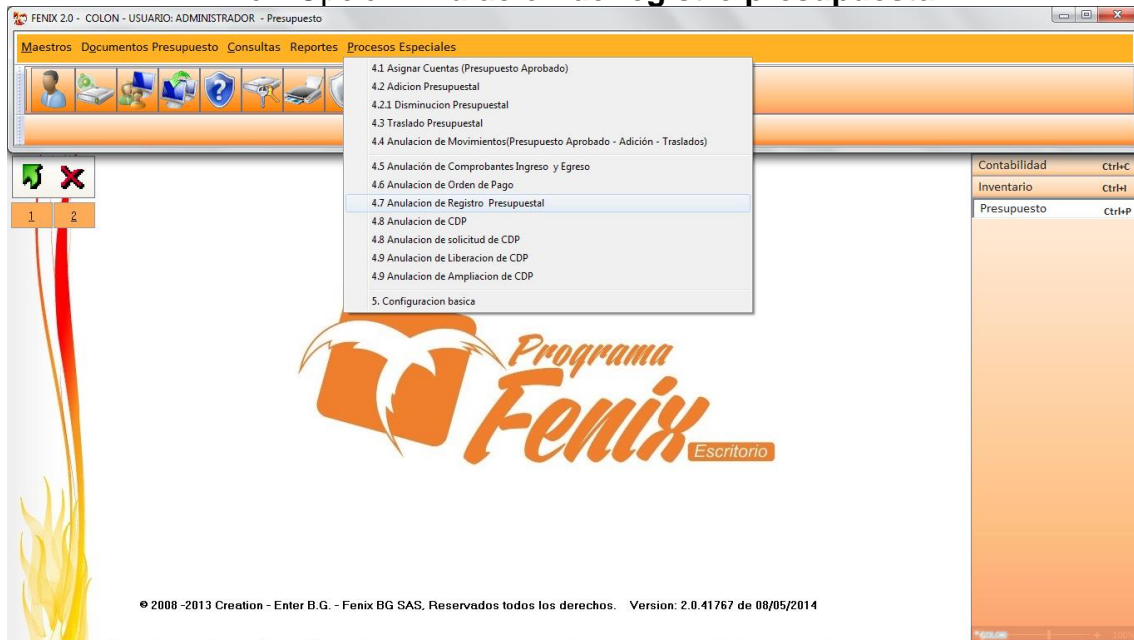 FENIX 2.0 - COLON - USUARIO: ADMINISTRADOR - Presupuesto
Maestros Documentos Presupuesto Consultas Reportes Procesos Especiales
4.1 Asignar Cuentas (Presupuesto Aprobado)
4.2 Adicion Presupuestal
4.2.1 Disminucion Presupuestal
4.3 Traslado Presupuestal
4.4 Anulacion de Movimientos(Presupuesto Aprobado - Adición - Traslados)
4.5 Anulación de Comprobantes Ingreso y Egreso
4.6 Anulacion de Orden de Pago
4.7 Anulacion de Registro Presupuestal
4.8 Anulacion de CDP
4.8 Anulacion de solicitud de CDP
4.9 Anulacion de Liberacion de CDP
4.9 Anulacion de Ampliacion de CDP
5. Configuracion basica
1 2
Contabilidad Ctrl+C
Inventario Ctrl+I
Presupuesto Ctrl+P
Programa
Fenix
Escritorio
© 2008 -2013 Creation - Enter B.G. - Fenix BG SAS, Reservados todos los derechos. Version: 2.0.41767 de 08/05/2014